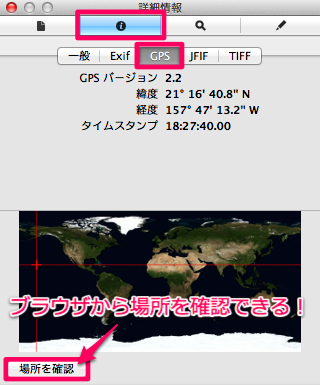 詳細情報
一般 Exif GPS JFIF TIFF
GPS バージョン 2.2
緯度 21° 16' 40.8" N
経度 157° 47' 13.2" W
タイムスタンプ 18:27:40.00
ブラウザから場所を確認できる！
場所を確認